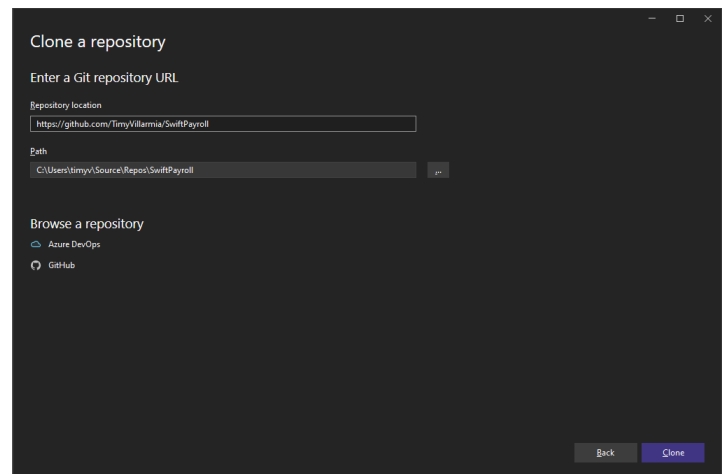 Clone a repository
Enter a Git repository URL
Repository location
https://github.com/TimyVillarmia/SwiftPayroll
Path
C:\Users\timyv\Source\Repos\SwiftPayroll
...
Browse a repository
Azure DevOps
GitHub
Back
Clone